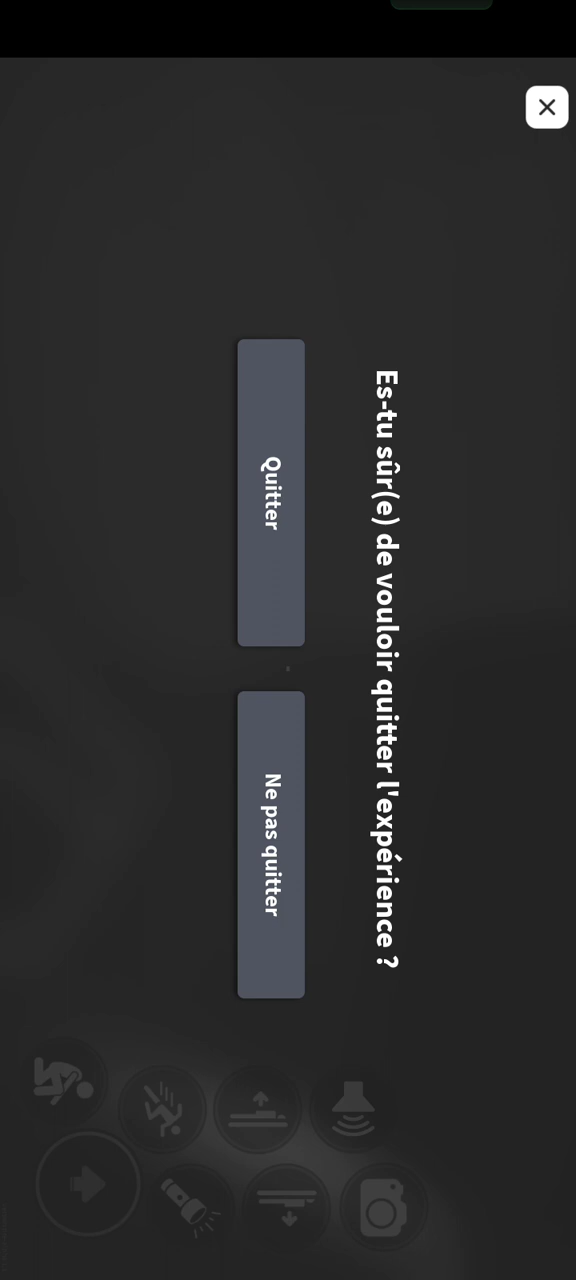 Es-tu sûr(e) de vouloir quitter l'expérience ?
Quitter
Ne pas quitter